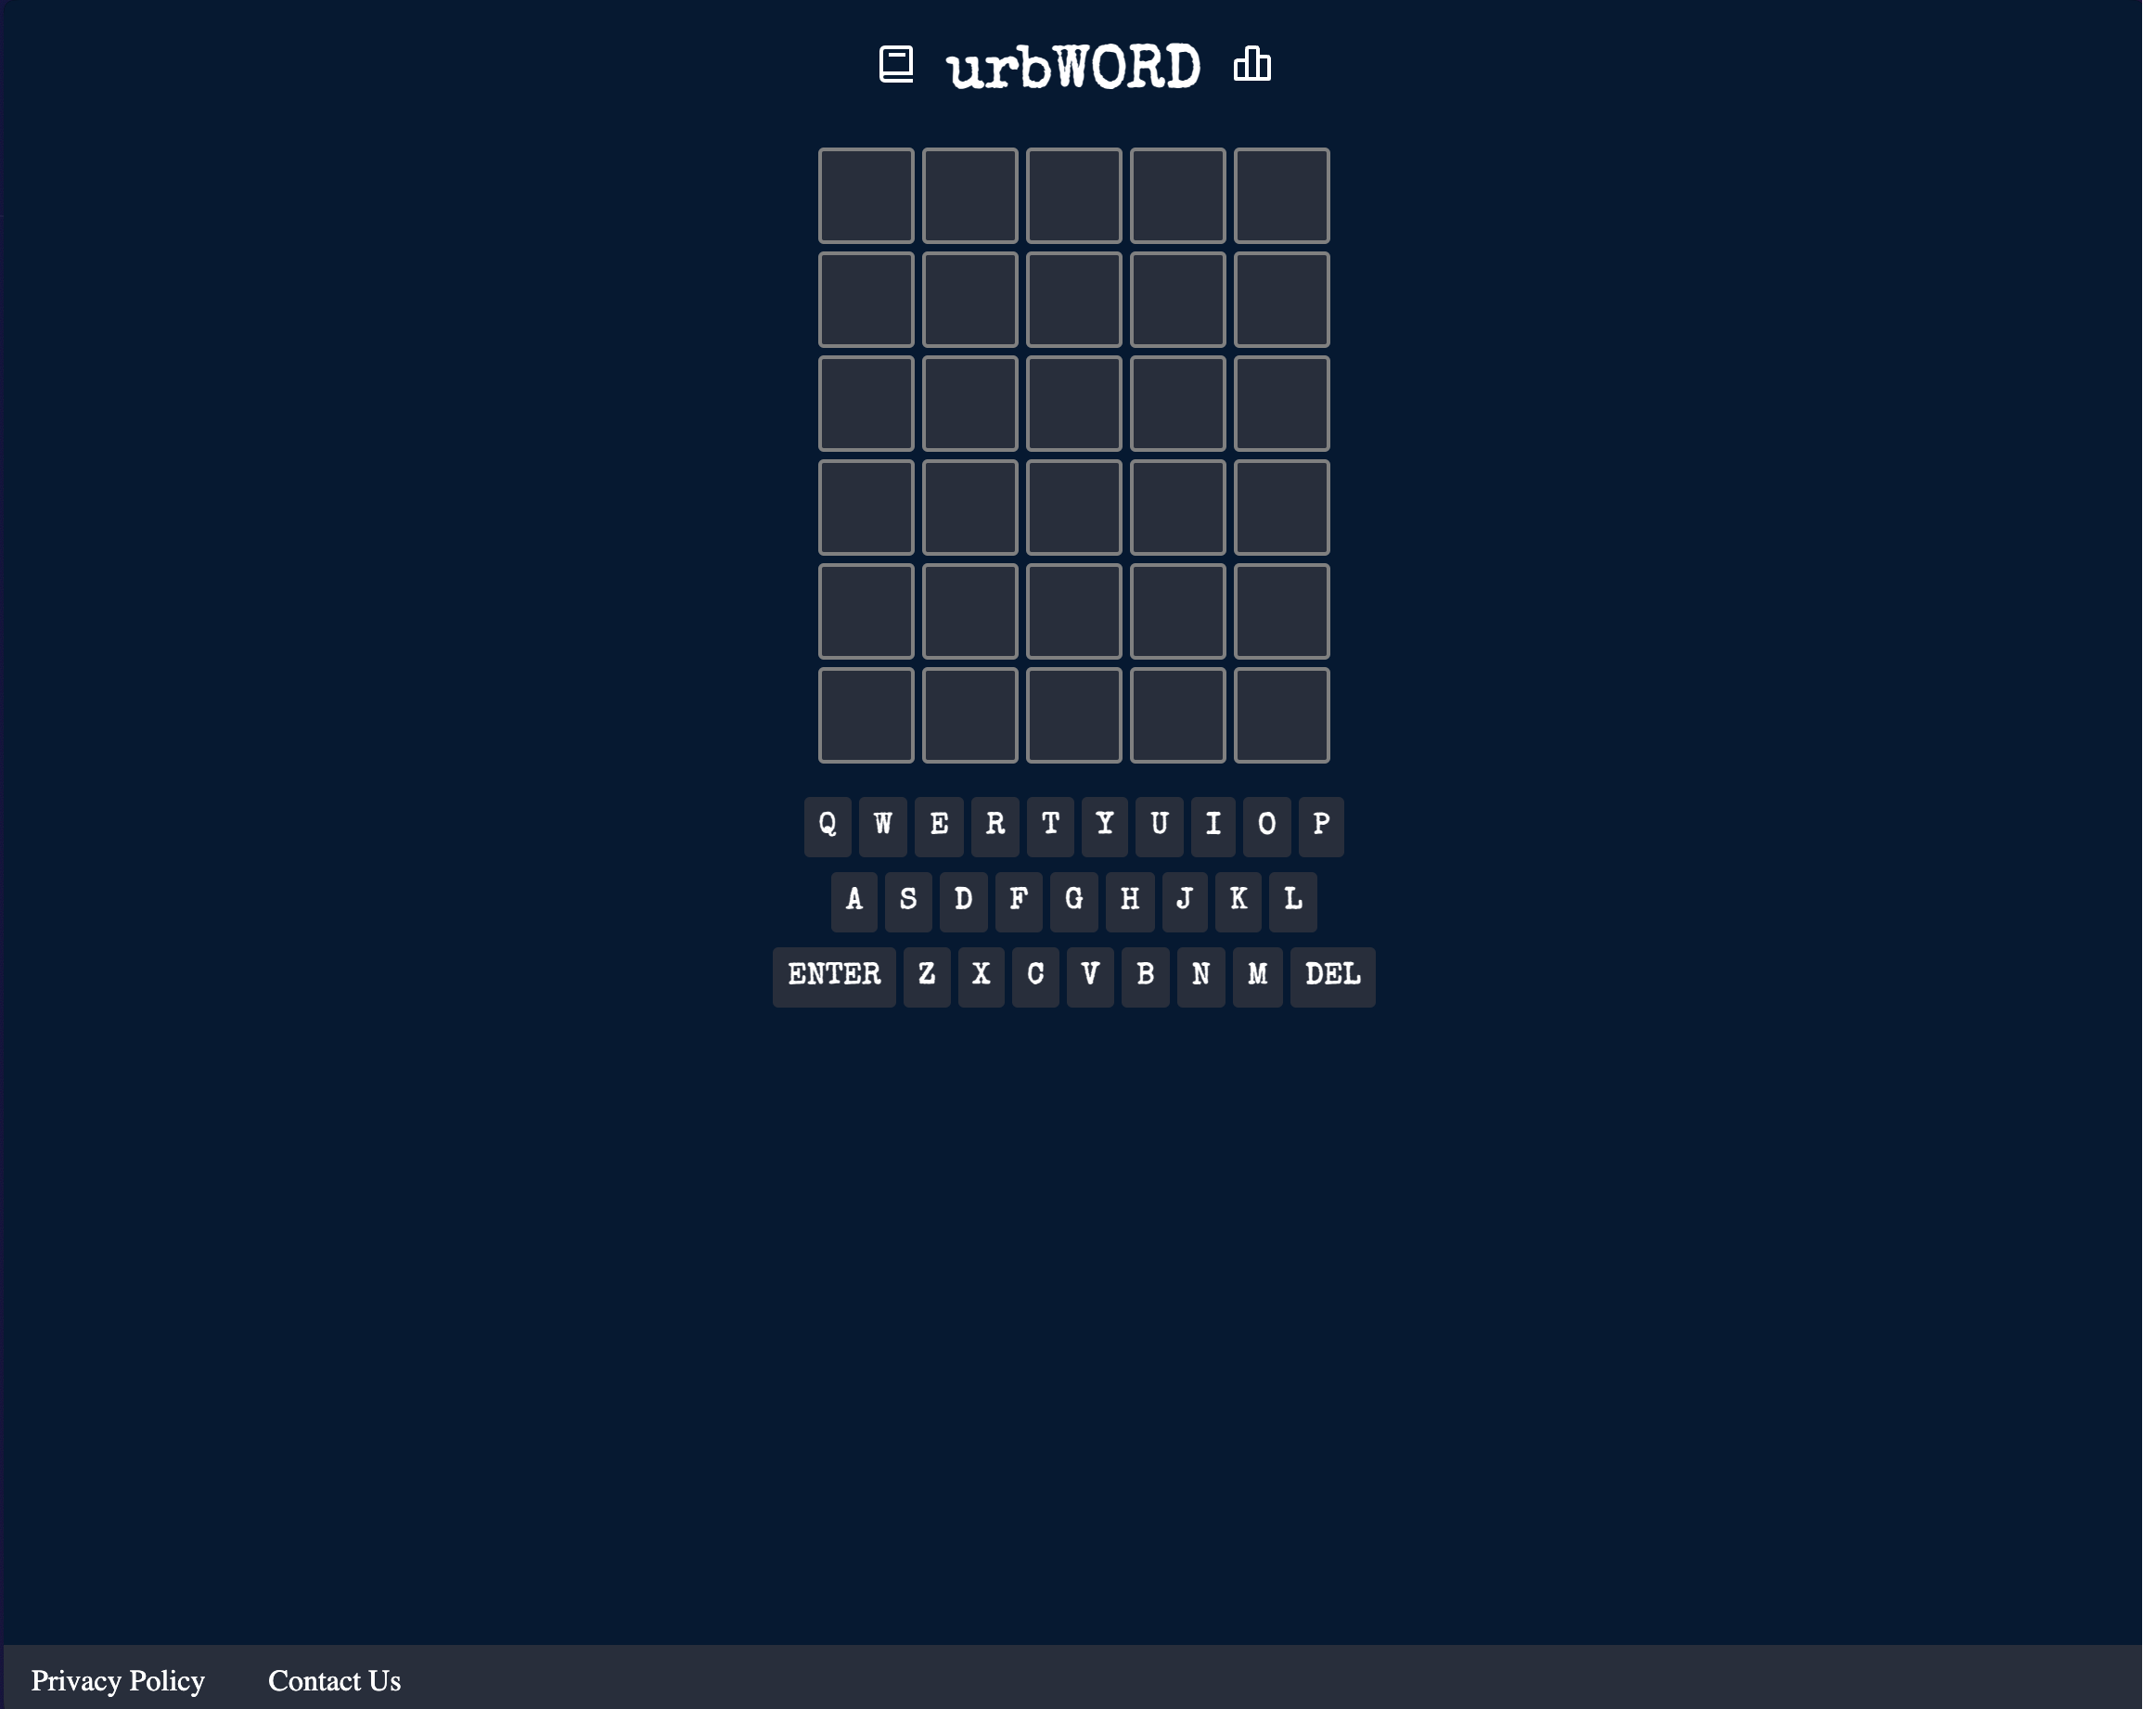 urbWORD
Q W E R T Y U I O P
A S D F G H J K L
ENTER Z X C V B N M DEL
Privacy Policy Contact Us